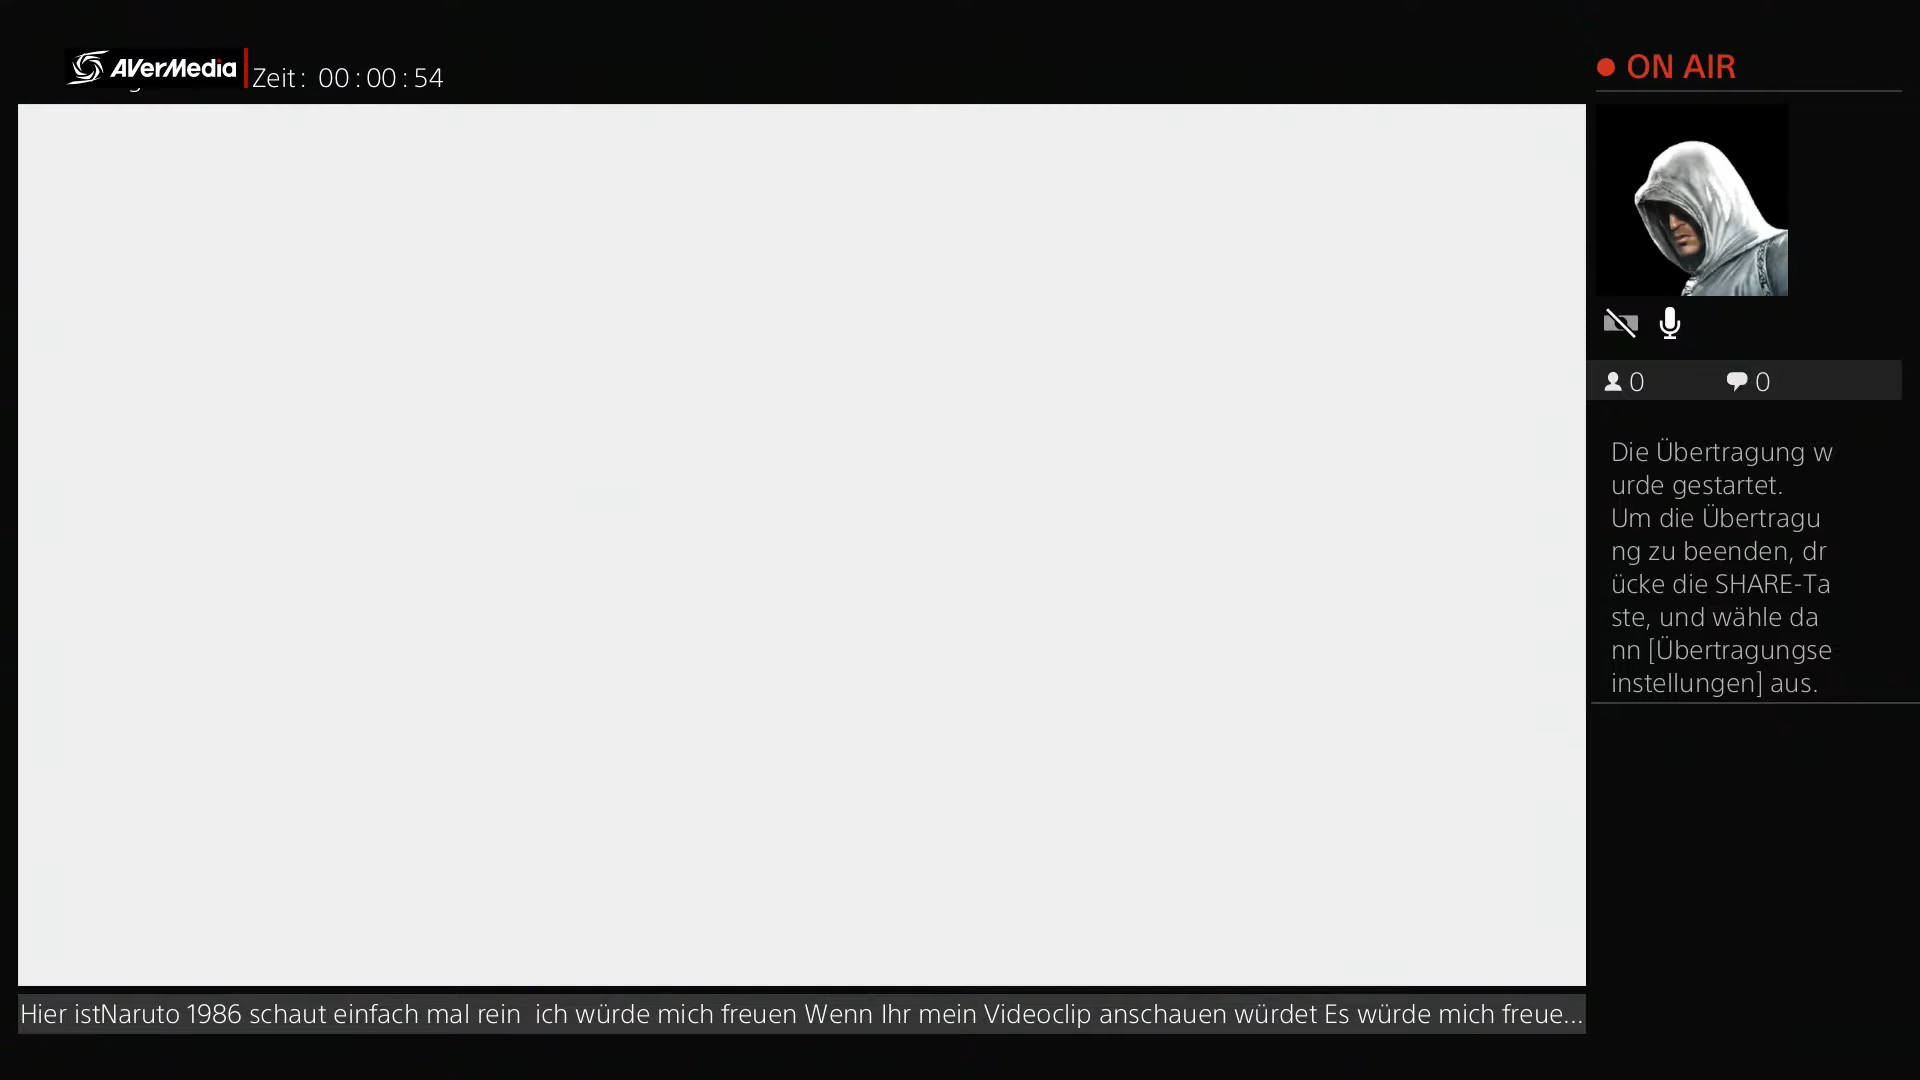 AVerMedia
Zeit: 00:00:54
ON AIR
0
0
Die Übertragung w
urde gestartet.
Um die Übertragu
ng zu beenden, dr
ücke die SHARE-Ta
ste, und wähle da
nn [Übertragungse
instellungen] aus.
Hier istNaruto 1986 schaut einfach mal rein  ich würde mich freuen Wenn Ihr mein Videoclip anschauen würdet Es würde mich freue...